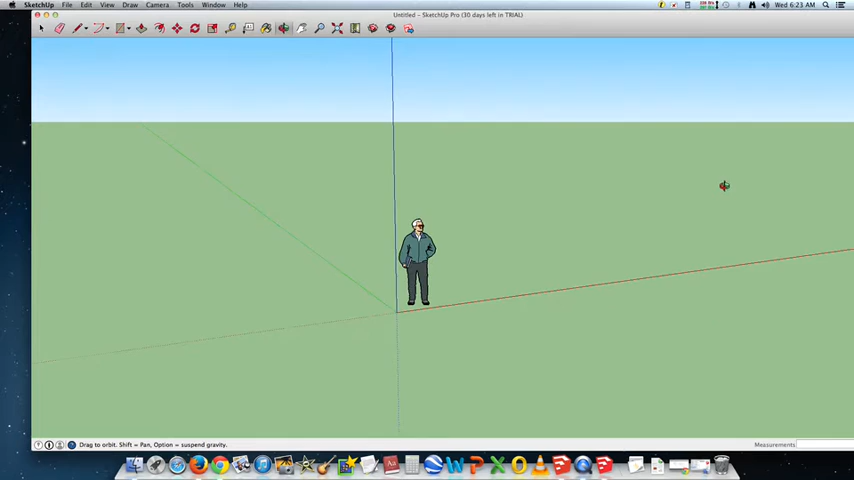 SketchUp File Edit View Draw Camera Tools Window Help Wed 6:23 AM
Untitled - SketchUp Pro (30 days left in TRIAL)
Drag to orbit. Shift = Pan, Option = suspend gravity. Measurements